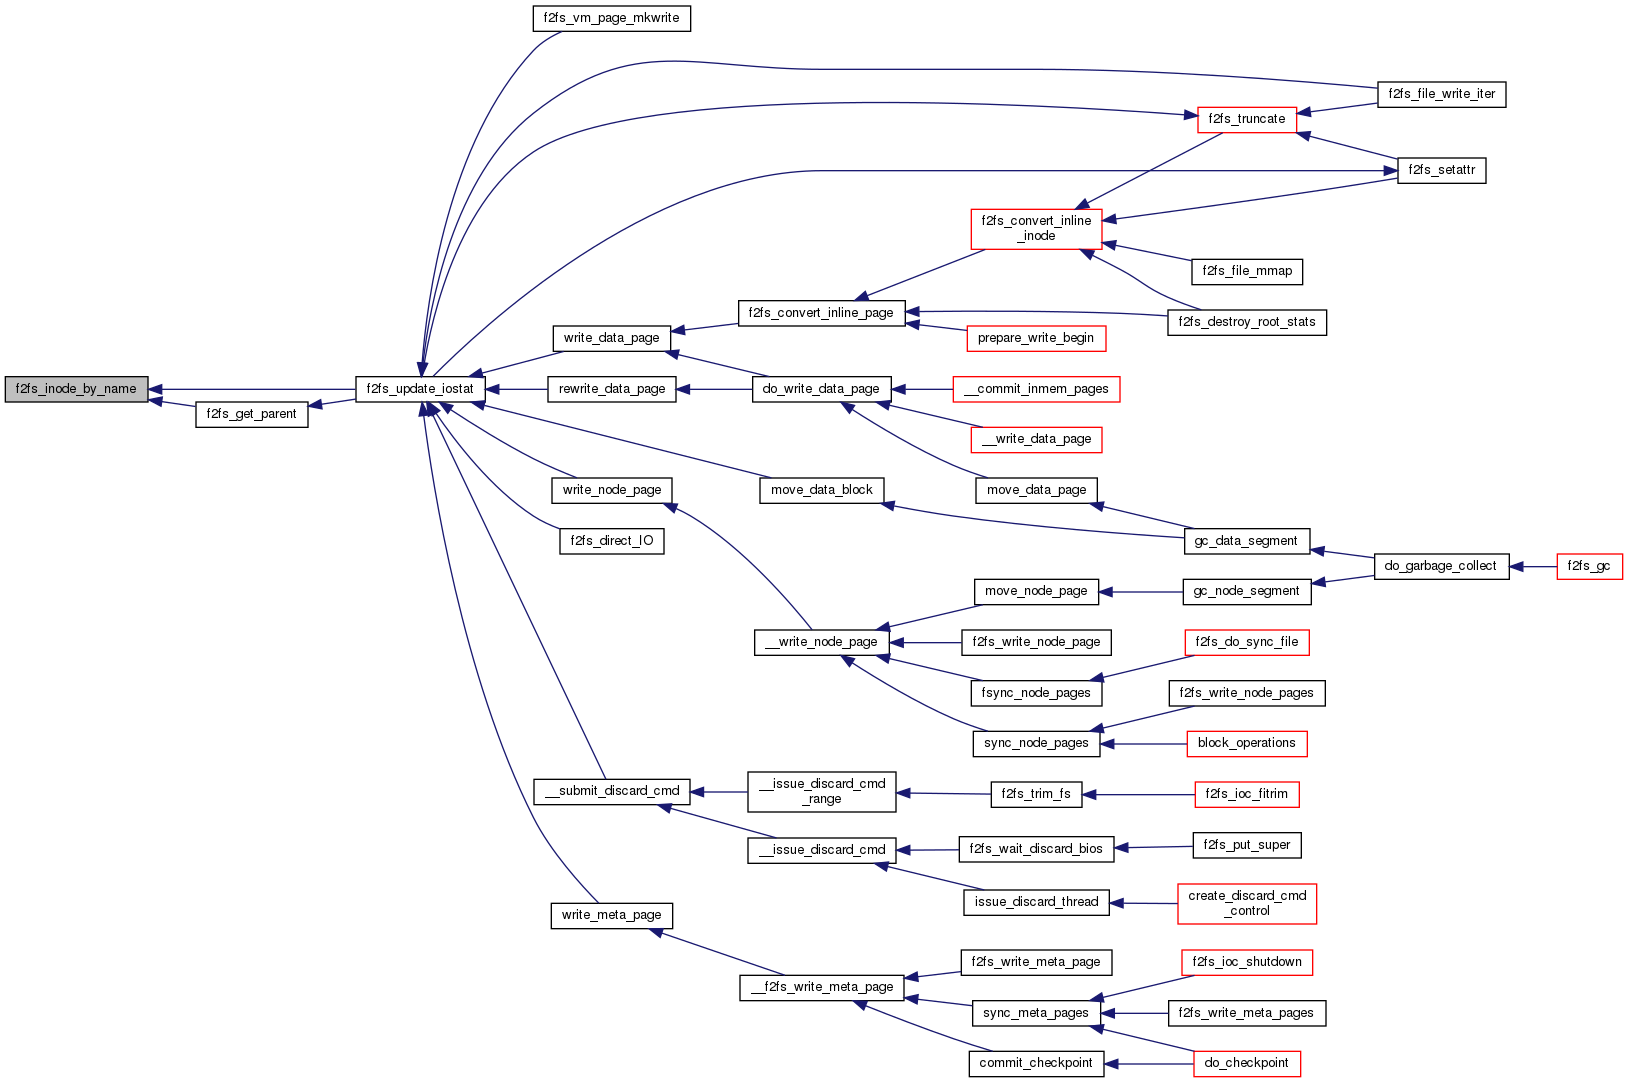 f2fs_vm_page_mkwrite
f2fs_file_write_iter
f2fs_truncate
f2fs_setattr
f2fs_convert_inline
_inode
f2fs_file_mmap
f2fs_convert_inline_page
f2fs_destroy_root_stats
write_data_page
prepare_write_begin
f2fs_inode_by_name
f2fs_update_iostat
rewrite_data_page
do_write_data_page
__commit_inmem_pages
f2fs_get_parent
__write_data_page
write_node_page
move_data_block
move_data_page
f2fs_direct_IO
gc_data_segment
do_garbage_collect
f2fs_gc
move_node_page
gc_node_segment
__write_node_page
f2fs_write_node_page
f2fs_do_sync_file
fsync_node_pages
f2fs_write_node_pages
sync_node_pages
block_operations
__submit_discard_cmd
__issue_discard_cmd
_range
f2fs_trim_fs
f2fs_ioc_fitrim
__issue_discard_cmd
f2fs_wait_discard_bios
f2fs_put_super
issue_discard_thread
create_discard_cmd
_control
write_meta_page
f2fs_write_meta_page
f2fs_ioc_shutdown
__f2fs_write_meta_page
sync_meta_pages
f2fs_write_meta_pages
commit_checkpoint
do_checkpoint